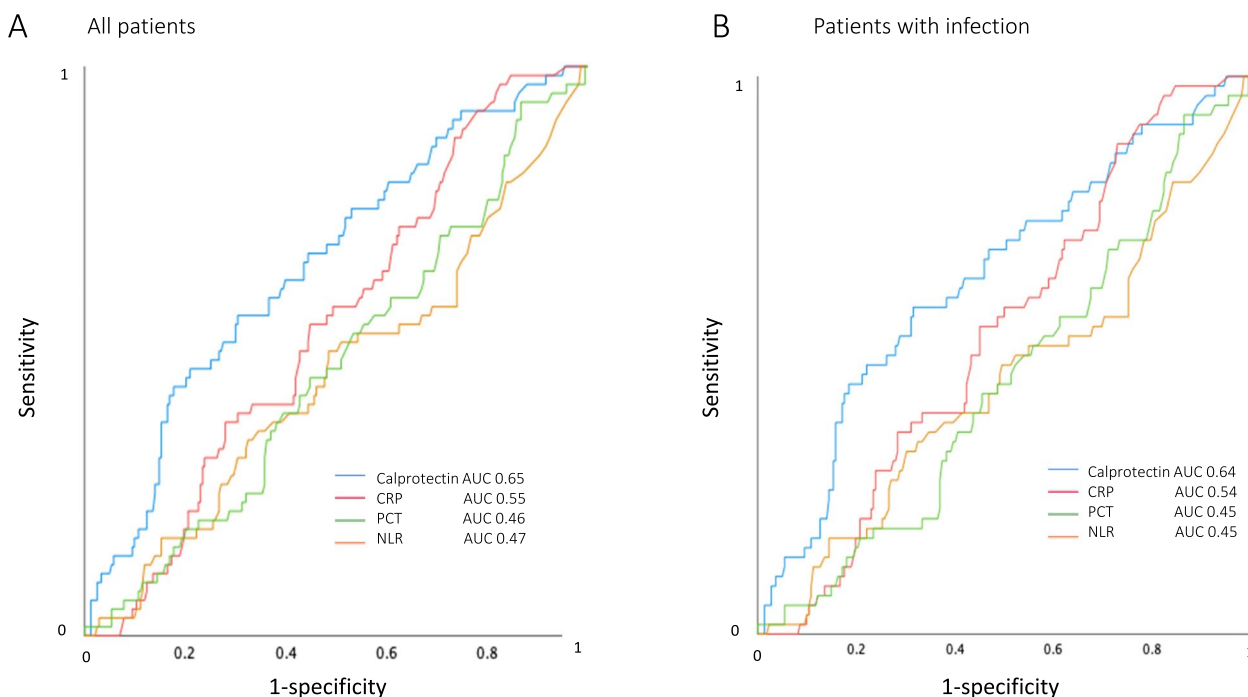 A All patients
1
Sensitivity
Calprotectin AUC 0.65
CRP AUC 0.55
PCT AUC 0.46
NLR AUC 0.47
0
0 0.2 0.4 0.6 0.8 1
1-specificity
B Patients with infection
1
Sensitivity
Calprotectin AUC 0.64
CRP AUC 0.54
PCT AUC 0.45
NLR AUC 0.45
0
0 0.2 0.4 0.6 0.8
1-specificity